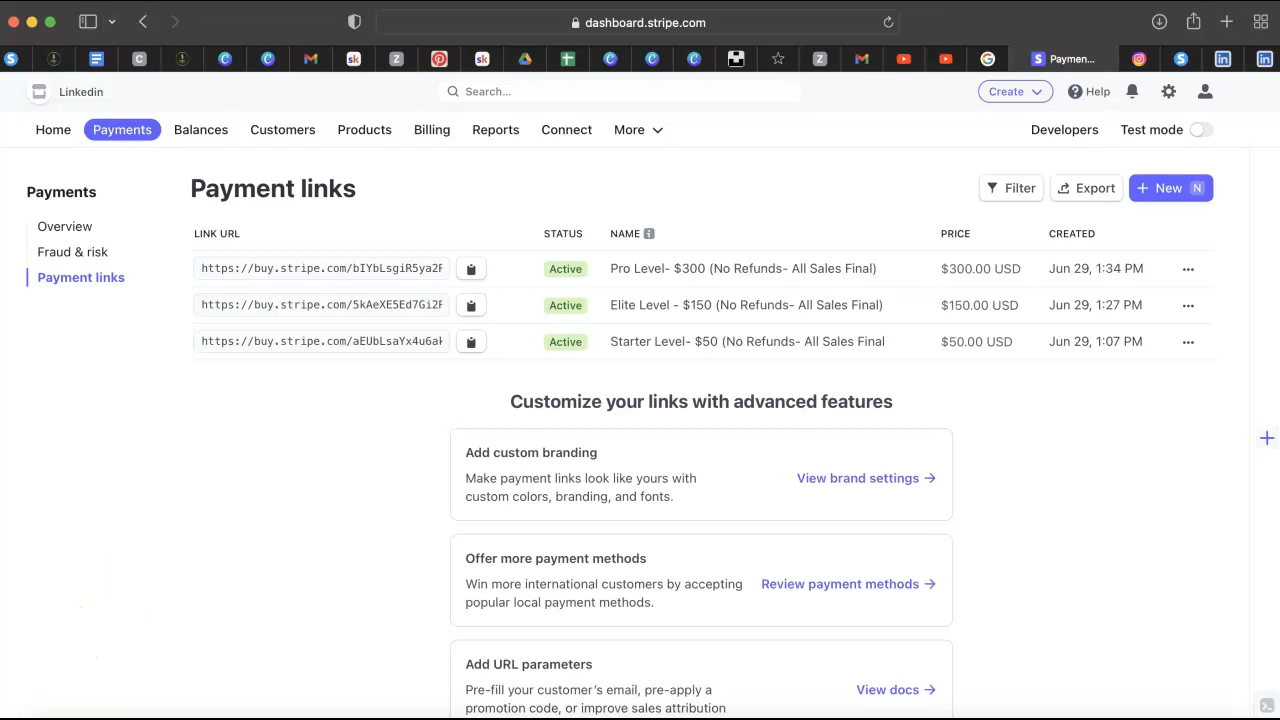 dashboard.stripe.com
Paymen...
Linkedin
Search...
Create
Help
Home
Payments
Balances
Customers
Products
Billing
Reports
Connect
More
Developers
Test mode
Payments
Overview
Fraud & risk
Payment links
Payment links
Filter
Export
New N
LINK URL STATUS NAME PRICE CREATED
https://buy.stripe.com/bIYbLsgiR5ya2F Active Pro Level- $300 (No Refunds- All Sales Final) $300.00 USD Jun 29, 1:34 PM
https://buy.stripe.com/5kAeXE5Ed7Gi2F Active Elite Level - $150 (No Refunds- All Sales Final) $150.00 USD Jun 29, 1:27 PM
https://buy.stripe.com/aEUbLsaYx4u6ak Active Starter Level- $50 (No Refunds- All Sales Final $50.00 USD Jun 29, 1:07 PM
Customize your links with advanced features
Add custom branding
Make payment links look like yours with
custom colors, branding, and fonts.
View brand settings →
Offer more payment methods
Win more international customers by accepting
popular local payment methods.
Review payment methods →
Add URL parameters
Pre-fill your customer’s email, pre-apply a
promotion code, or improve sales attribution
View docs →